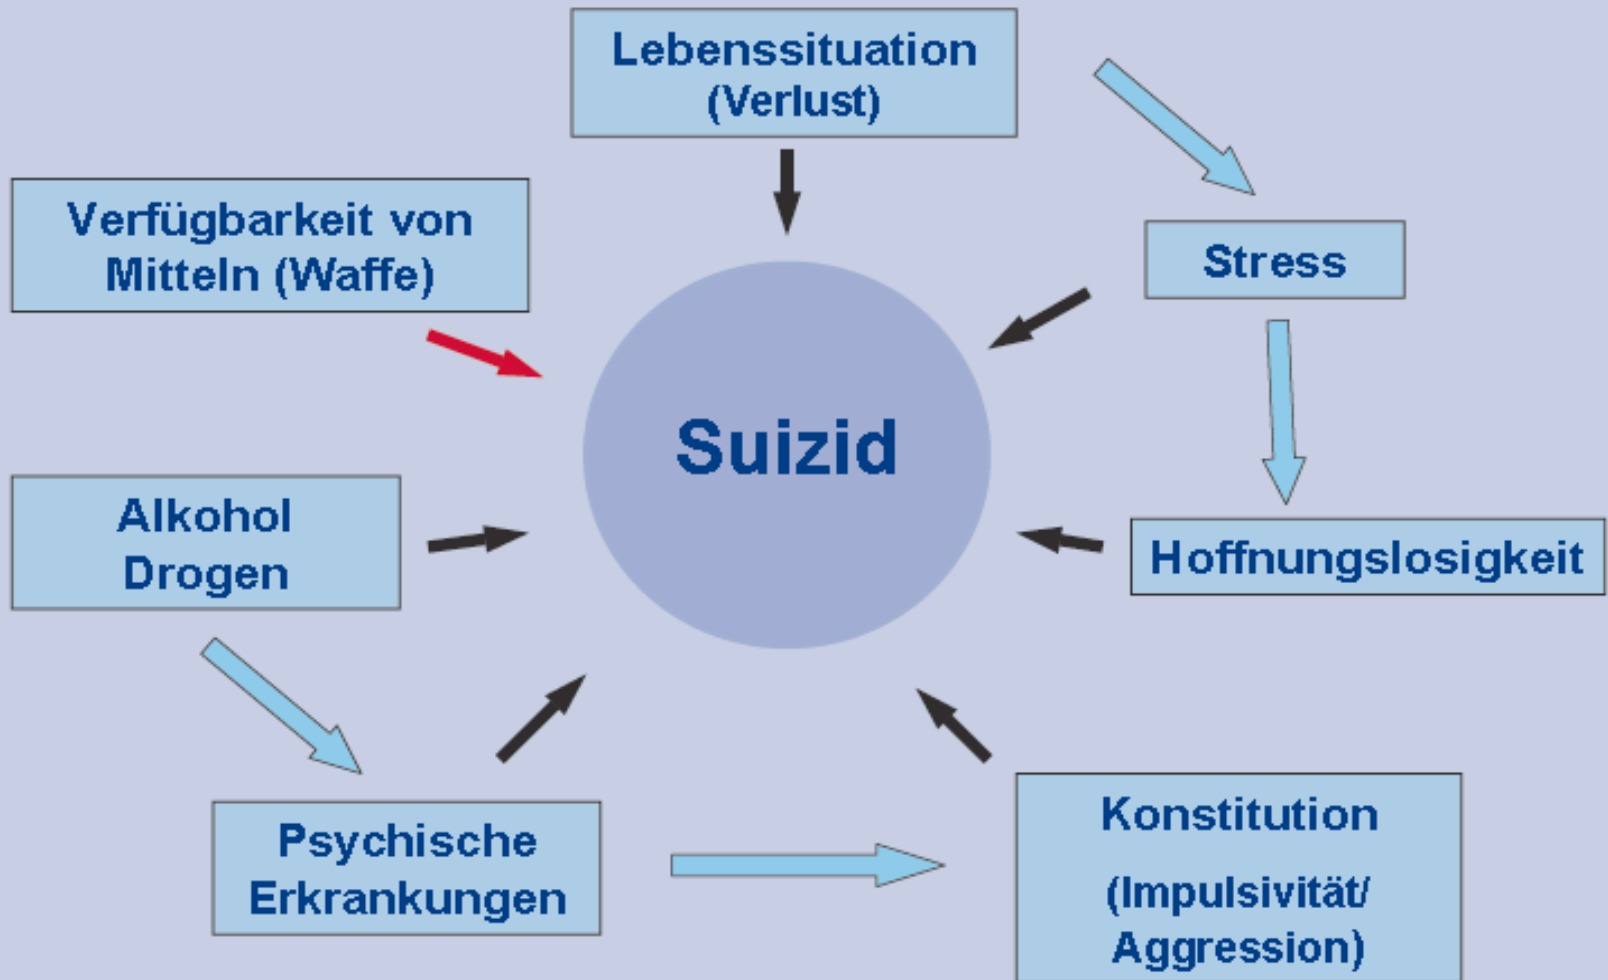 Lebenssituation
(Verlust)
Verfügbarkeit von
Mitteln (Waffe)
Stress
Suizid
Alkohol
Drogen
Hoffnungslosigkeit
Psychische
Erkrankungen
Konstitution
(Impulsivität/
Aggression)